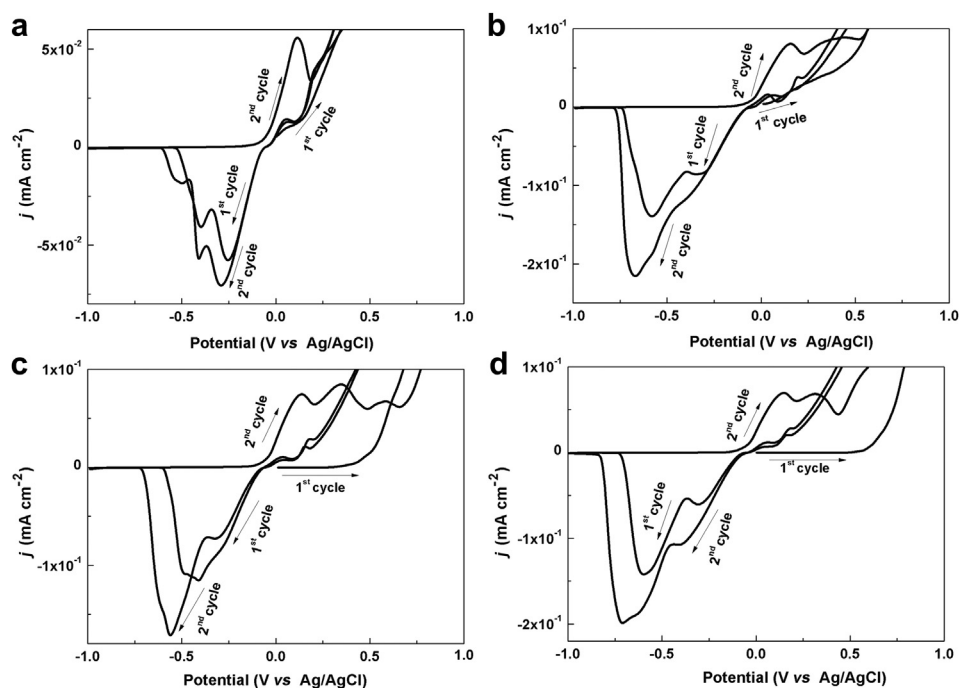 a
5x10⁻²
0
-5x10⁻²
j (mA cm⁻²)
2ⁿᵈ cycle
1ˢᵗ cycle
1ˢᵗ cycle
2ⁿᵈ cycle
-1.0 -0.5 0.0 0.5 1.0
Potential (V vs Ag/AgCl)
b
1x10⁻¹
0
-1x10⁻¹
-2x10⁻¹
j (mA cm⁻²)
2ⁿᵈ cycle
1ˢᵗ cycle
1ˢᵗ cycle
2ⁿᵈ cycle
-1.0 -0.5 0.0 0.5 1.0
Potential (V vs Ag/AgCl)
c
1x10⁻¹
0
-1x10⁻¹
j (mA cm⁻²)
2ⁿᵈ cycle
1ˢᵗ cycle
1ˢᵗ cycle
2ⁿᵈ cycle
-1.0 -0.5 0.0 0.5 1.0
Potential (V vs Ag/AgCl)
d
1x10⁻¹
0
-1x10⁻¹
-2x10⁻¹
j (mA cm⁻²)
2ⁿᵈ cycle
1ˢᵗ cycle
1ˢᵗ cycle
2ⁿᵈ cycle
-1.0 -0.5 0.0 0.5 1.0
Potential (V vs Ag/AgCl)